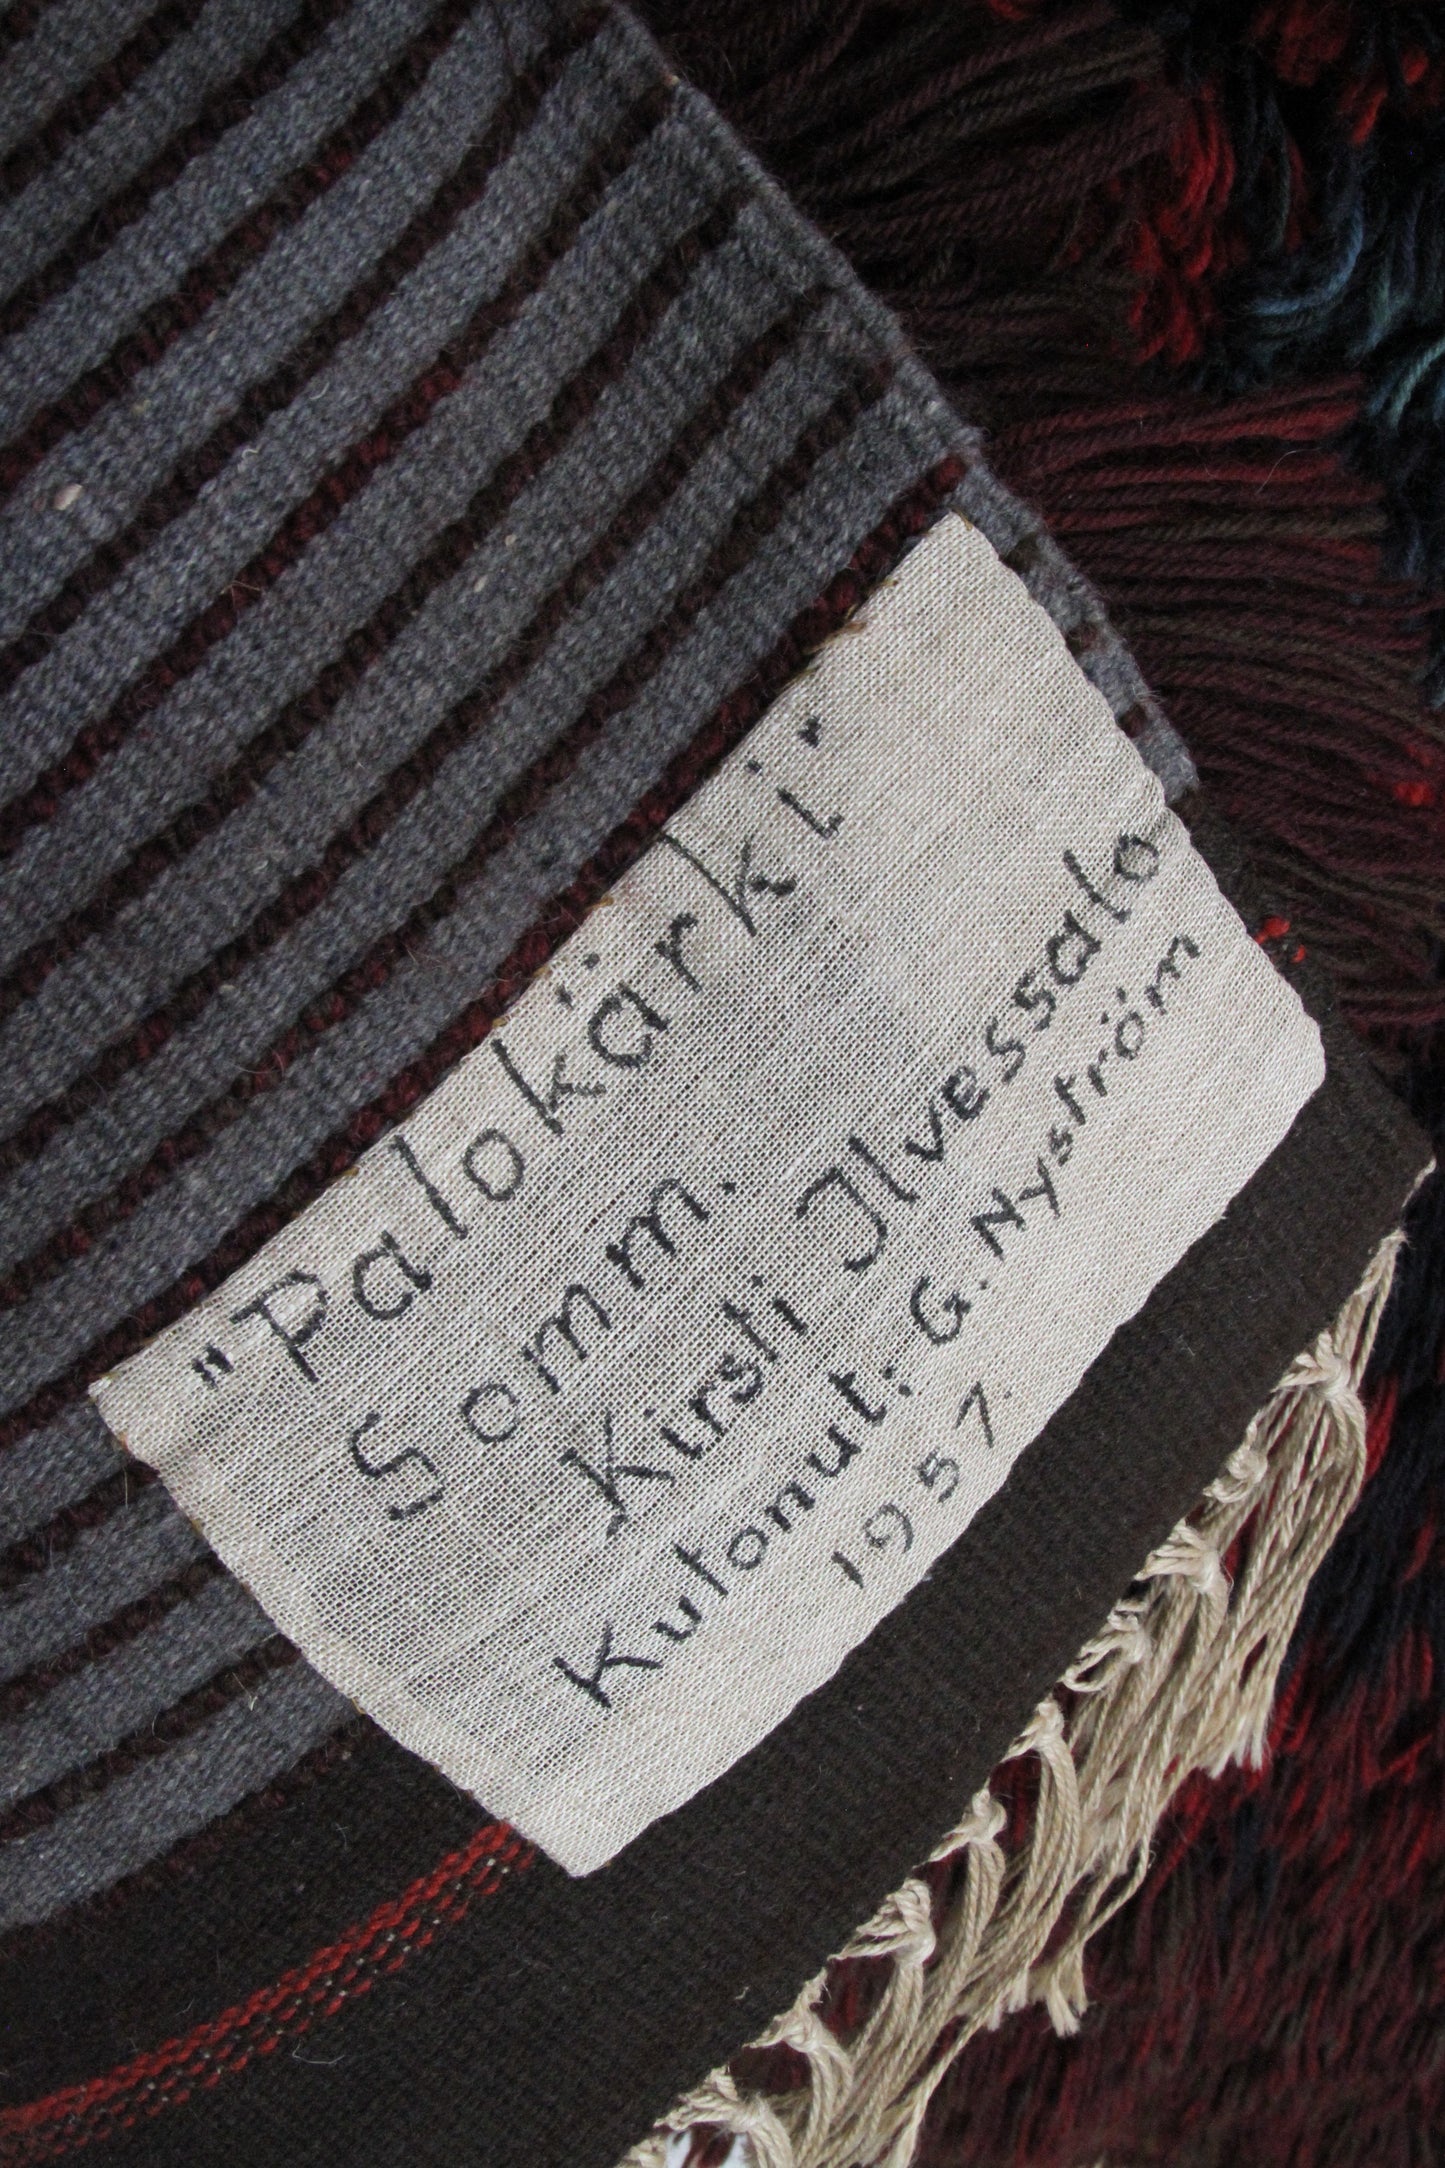 "Palokärki"
Somm.
Kirsti Ilvessalo
Kutonut: G. Nyström
1957.